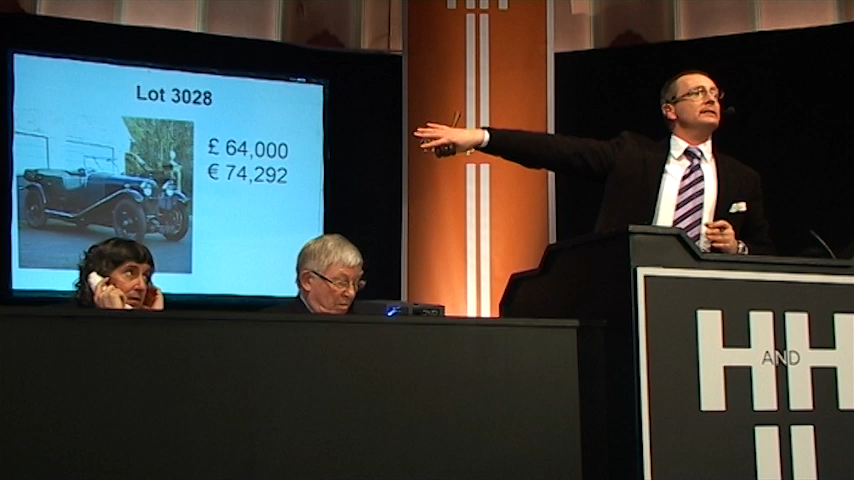 Lot 3028
£ 64,000
€ 74,292
H AND H